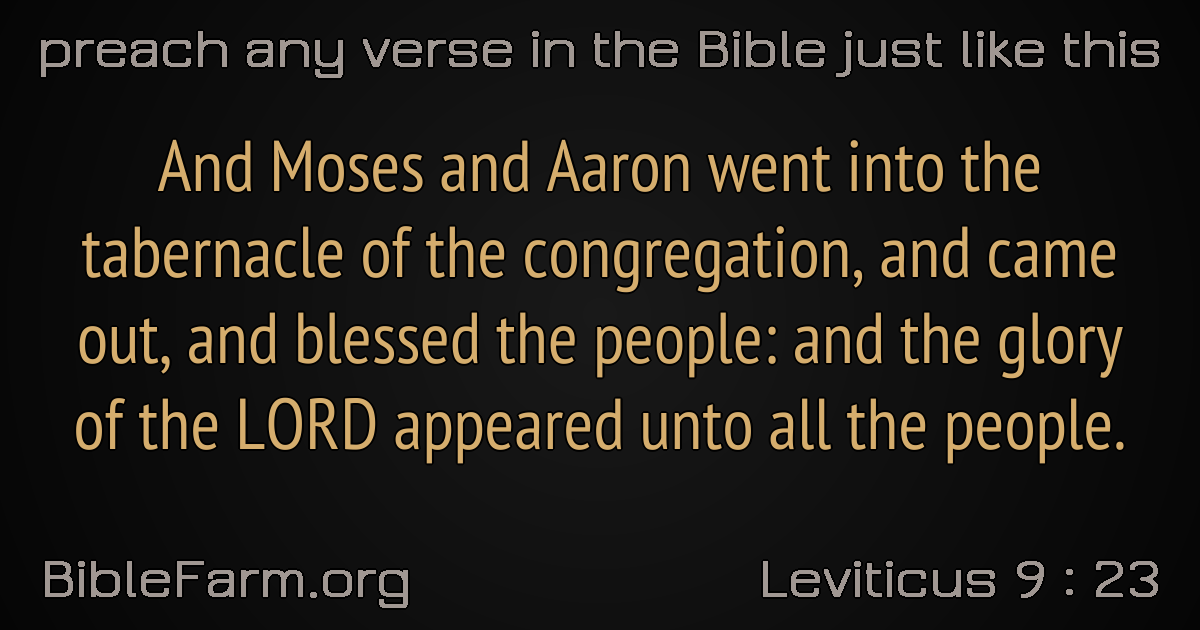 preach any verse in the Bible just like this
And Moses and Aaron went into the
tabernacle of the congregation, and came
out, and blessed the people: and the glory
of the LORD appeared unto all the people.
BibleFarm.org
Leviticus 9 : 23